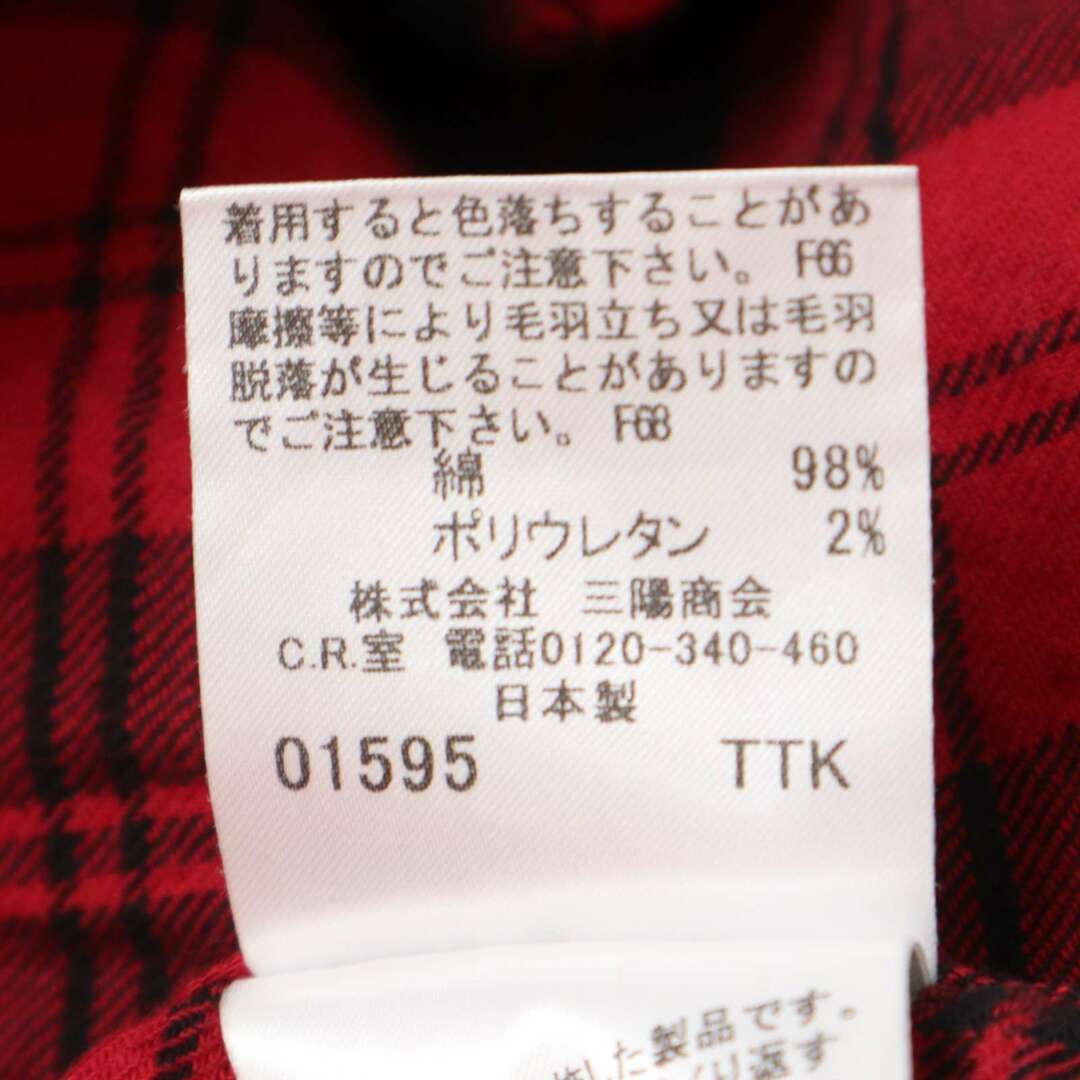 着用すると色落ちすることがあ
りますのでご注意下さい。 F66
摩擦等により毛羽立ち又は毛羽
脱落が生じることがありますの
でご注意下さい。 F68
綿 98%
ポリウレタン 2%
株式会社 三陽商会
C.R.室 電話0120-340-460
日本製
01595 TTK
した製品です。
り返す